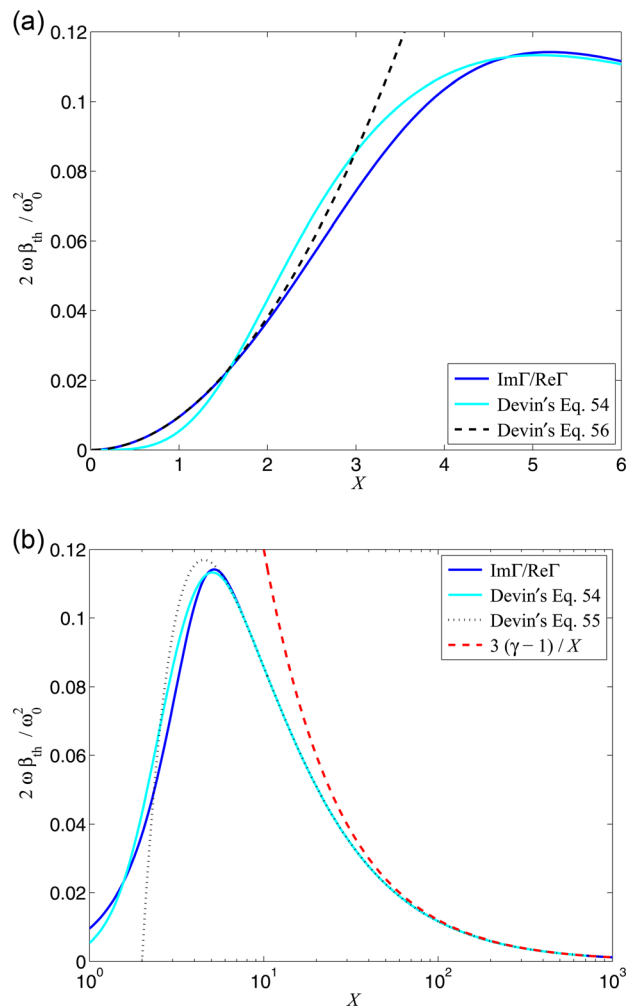 (a)
0.12
0.1
0.08
0.06
0.04
0.02
0
2 ω β_th / ω_0^2
0 1 2 3 4 5 6
X
ImΓ/ReΓ
Devin′s Eq. 54
Devin′s Eq. 56
(b)
0.12
0.1
0.08
0.06
0.04
0.02
0
2 ω β_th / ω_0^2
10^0 10^1 10^2 10^3
X
ImΓ/ReΓ
Devin′s Eq. 54
Devin′s Eq. 55
3 (γ − 1) / X